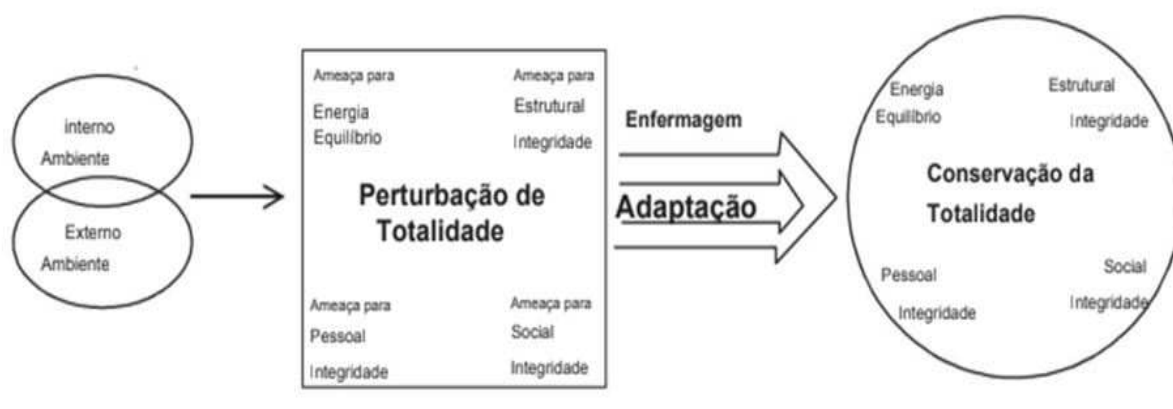 interno
Ambiente
Externo
Ambiente
Ameaça para
Energia
Equilíbrio
Ameaça para
Estrutural
Integridade
Perturbação de
Totalidade
Ameaça para
Pessoal
Integridade
Ameaça para
Social
Integridade
Enfermagem
Adaptação
Energia
Equilíbrio
Estrutural
Integridade
Conservação da
Totalidade
Pessoal
Integridade
Social
Integridade